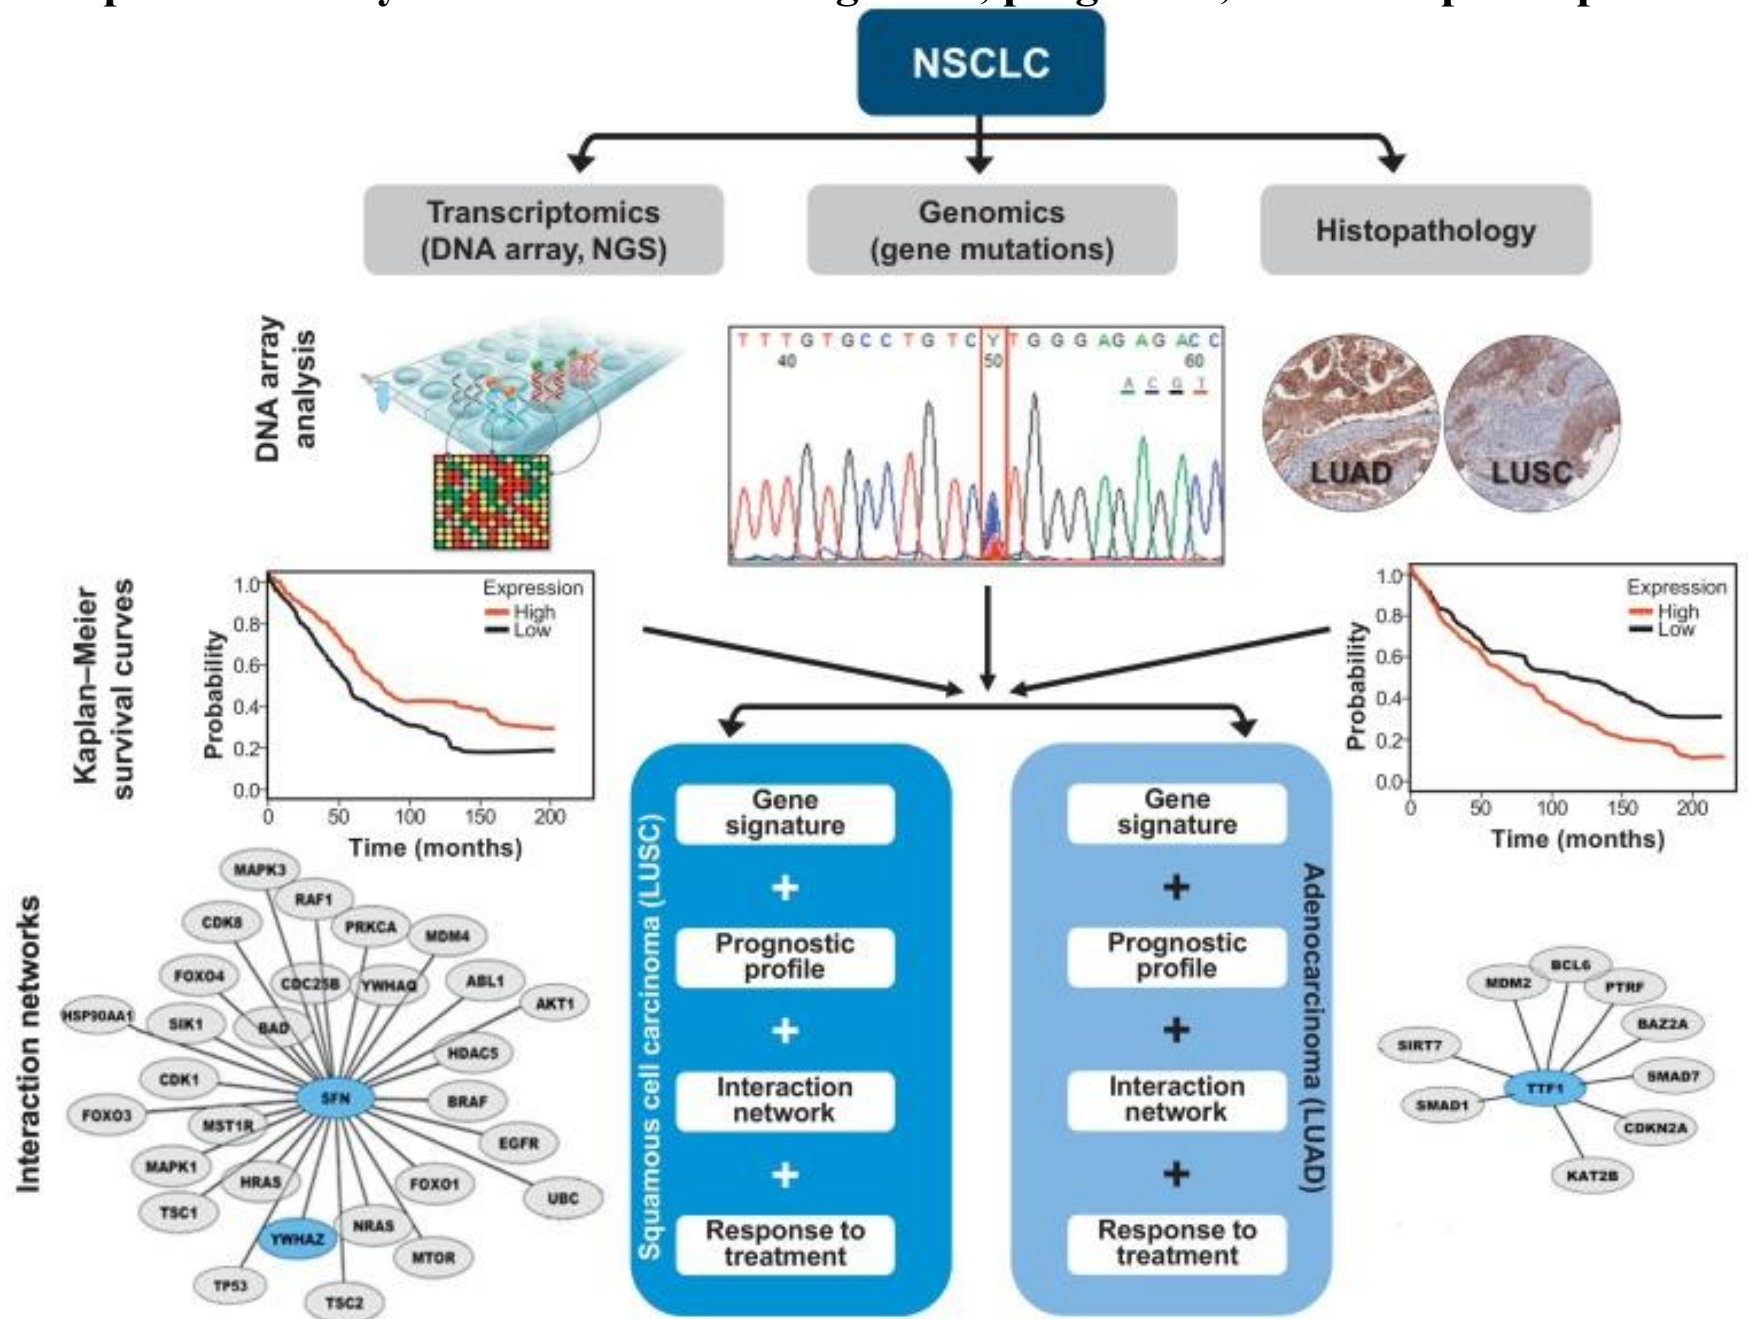 NSCLC
Transcriptomics
(DNA array, NGS)
Genomics
(gene mutations)
Histopathology
DNA array
analysis
T T T G T G C C T G T C Y T G G G A G A G A C C
40 50 60
A C G T
LUAD
LUSC
Kaplan–Meier
survival curves
Probability
1.0
0.8
0.6
0.4
0.2
0.0
Expression
High
Low
0 50 100 150 200
Time (months)
Probability
1.0
0.8
0.6
0.4
0.2
0.0
Expression
High
Low
0 50 100 150 200
Time (months)
Squamous cell carcinoma (LUSC)
Gene
signature
+
Prognostic
profile
+
Interaction
network
+
Response to
treatment
Adenocarcinoma (LUAD)
Gene
signature
+
Prognostic
profile
+
Interaction
network
+
Response to
treatment
Interaction networks
MAPK3
RAF1
CDK8
PRKCA
MDM4
FOXO4
CDC25B
YWHAQ
ABL1
AKT1
HSP90AA1
SIK1
BAD
HDAC5
CDK1
SFN
BRAF
FOXO3
MST1R
EGFR
MAPK1
HRAS
FOXO1
UBC
TSC1
YWHAZ
NRAS
MTOR
TP53
TSC2
BCL6
MDM2
PTRF
BAZ2A
SIRT7
SMAD7
TTF1
SMAD1
CDKN2A
KAT2B